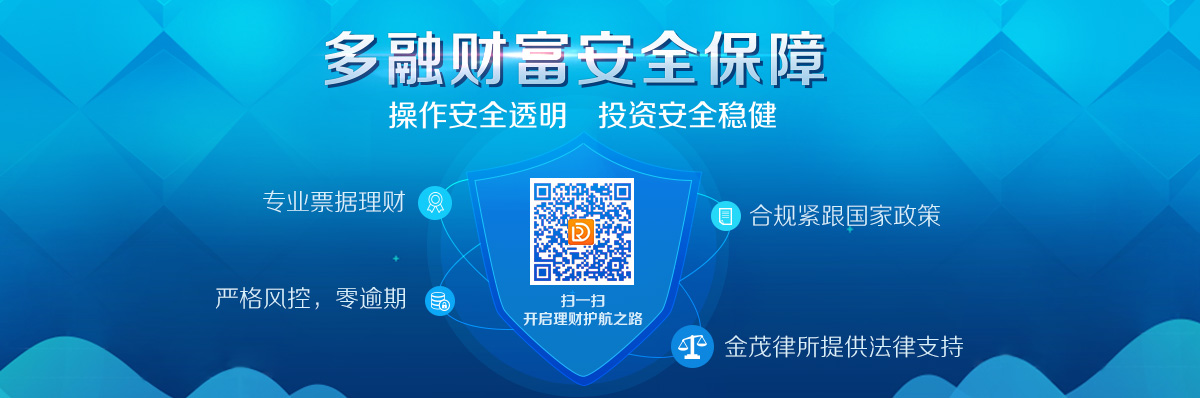 多融财富安全保障
操作安全透明 投资安全稳健
专业票据理财
合规紧跟国家政策
严格风控，零逾期
扫一扫
开启理财护航之路
金茂律所提供法律支持